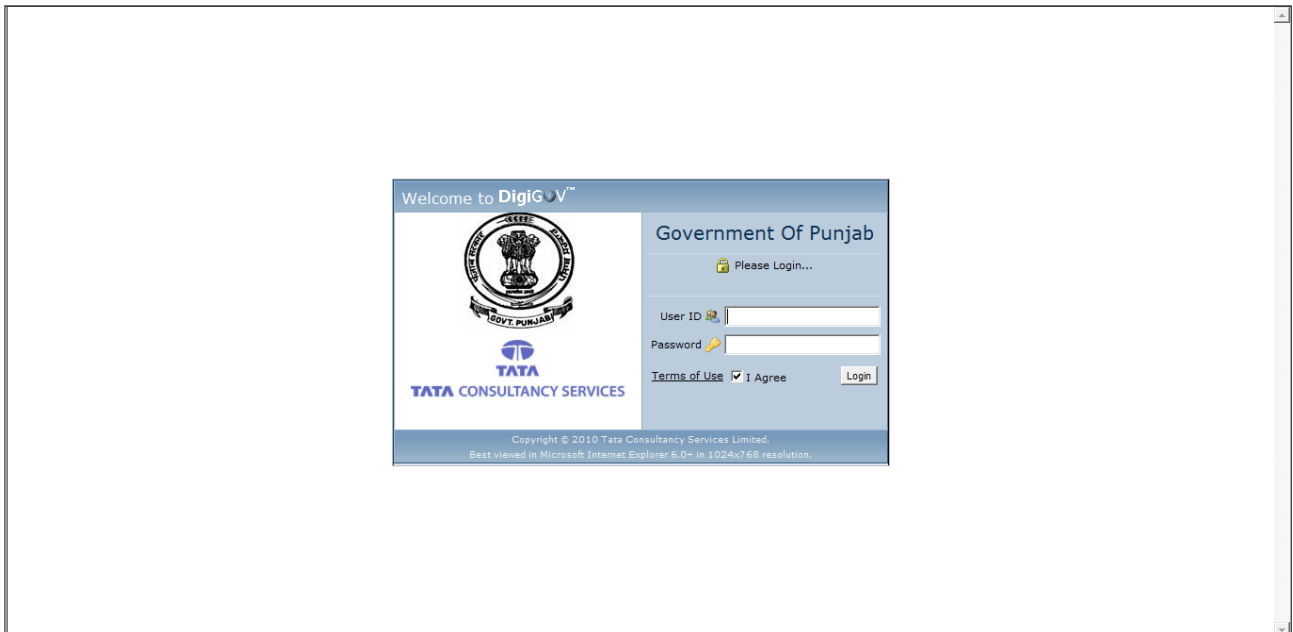 Welcome to DigiGOV™
GOVT. PUNJAB
TATA
TATA CONSULTANCY SERVICES
Government Of Punjab
Please Login...
User ID
Password
Terms of Use I Agree Login
Copyright © 2010 Tata Consultancy Services Limited.
Best viewed in Microsoft Internet Explorer 6.0+ in 1024x768 resolution.